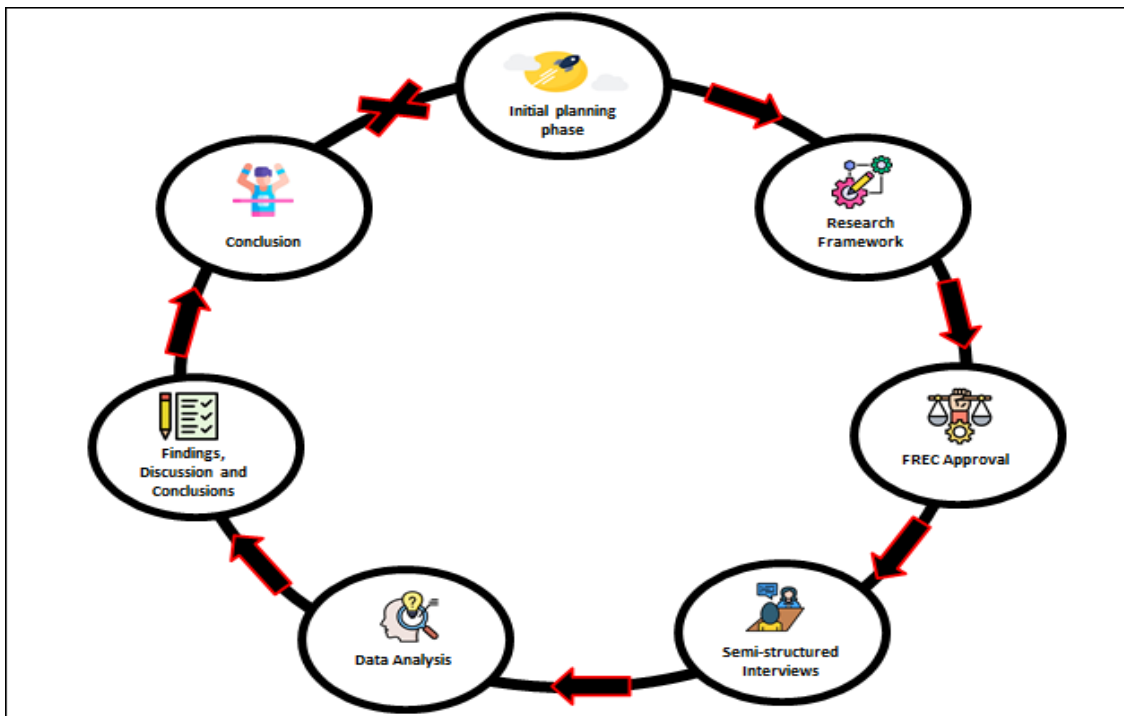 Initial planning
phase
Research
Framework
FREC Approval
Semi-structured
Interviews
Data Analysis
Findings,
Discussion and
Conclusions
Conclusion